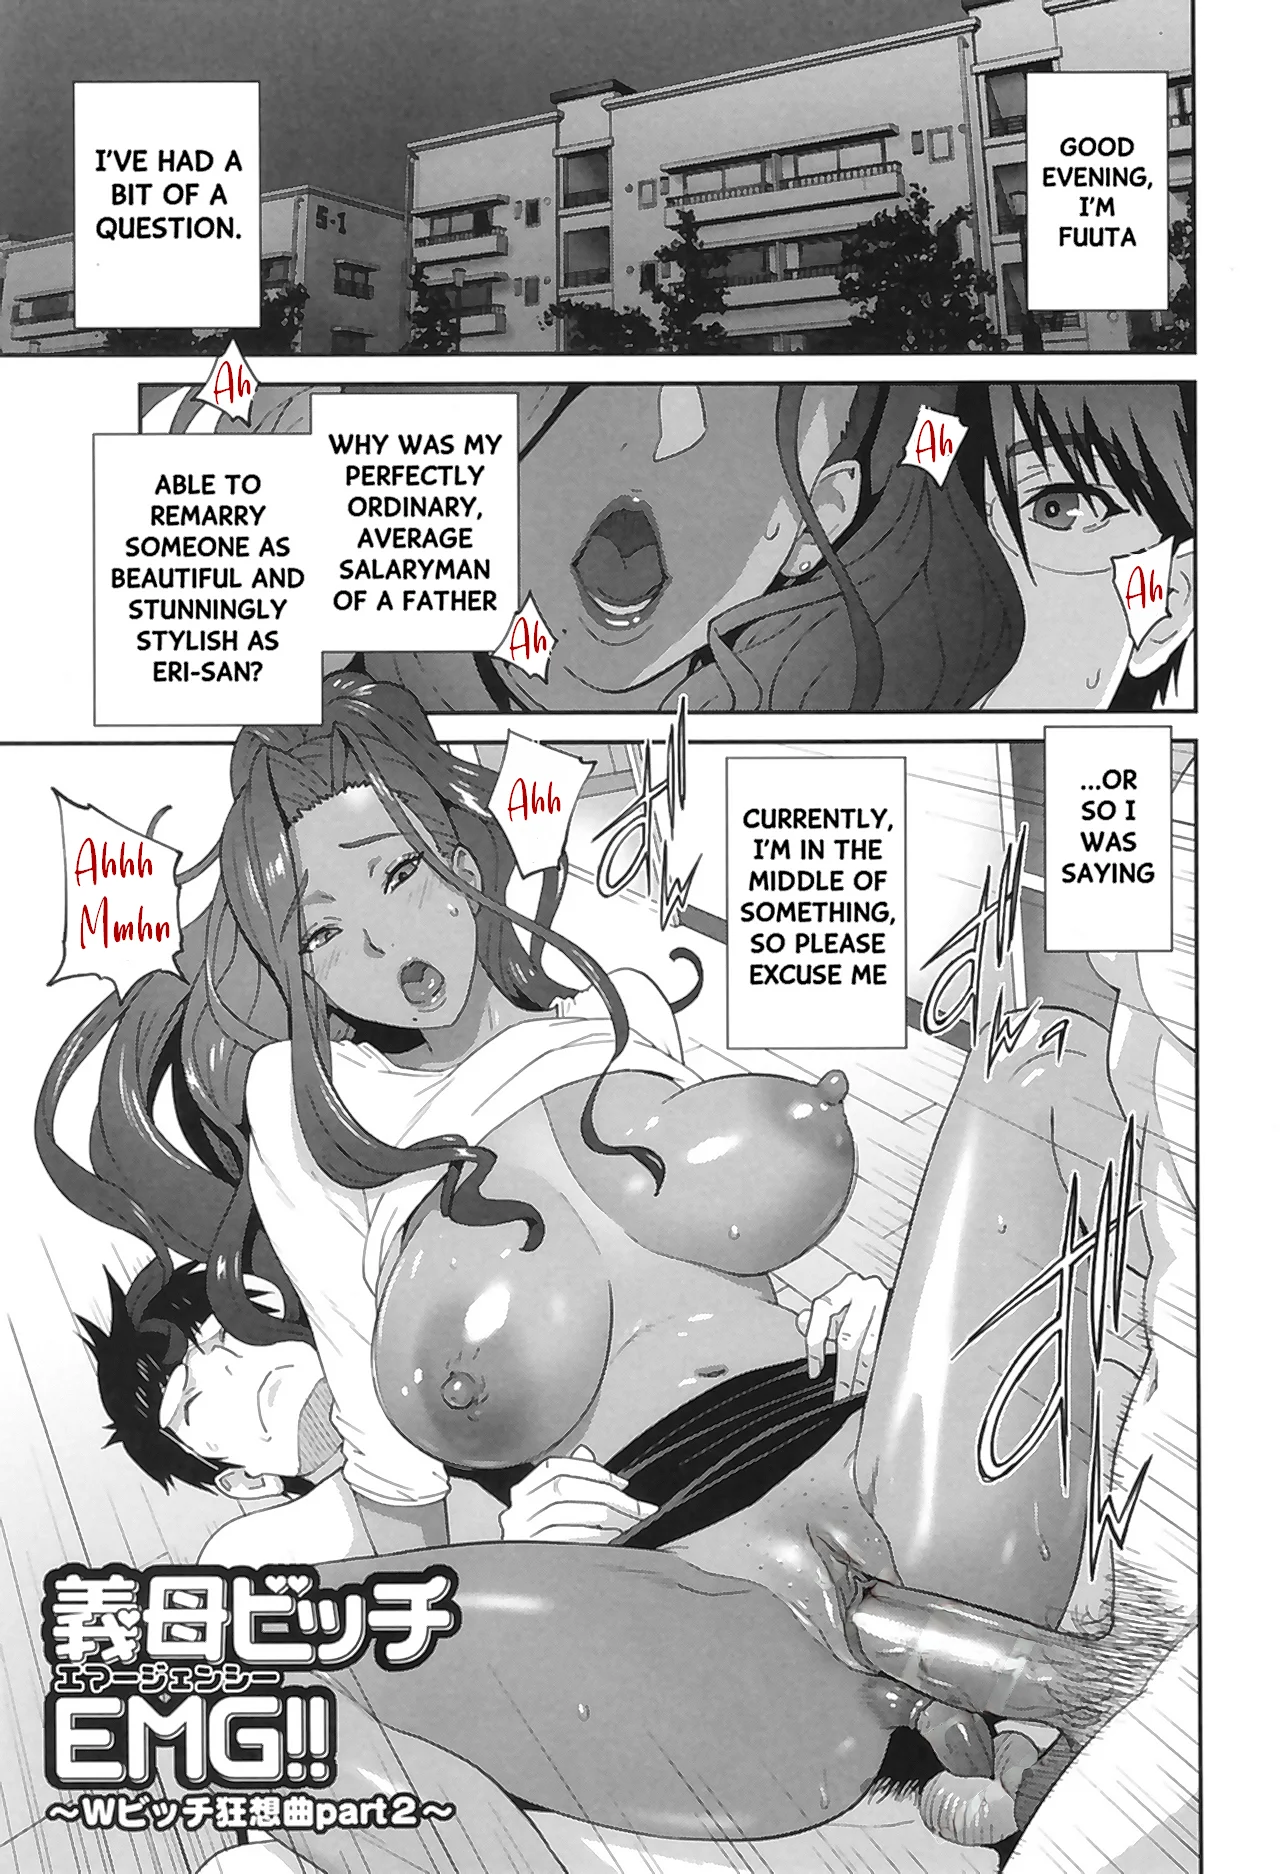 GOOD
EVENING,
I'M
FUUTA
I'VE HAD A
BIT OF A
QUESTION.
5-1
Ah
Ah
Ah
WHY WAS MY
PERFECTLY
ORDINARY,
AVERAGE
SALARYMAN
OF A FATHER
Ah
ABLE TO
REMARRY
SOMEONE AS
BEAUTIFUL AND
STUNNINGLY
STYLISH AS
ERI-SAN?
...OR
SO I
WAS
SAYING
CURRENTLY,
I'M IN THE
MIDDLE OF
SOMETHING,
SO PLEASE
EXCUSE ME
Ahh
Ahhh
Mmhn
義母ビッチ
エマージェンシー
EMG!!
～Wビッチ狂想曲part2～